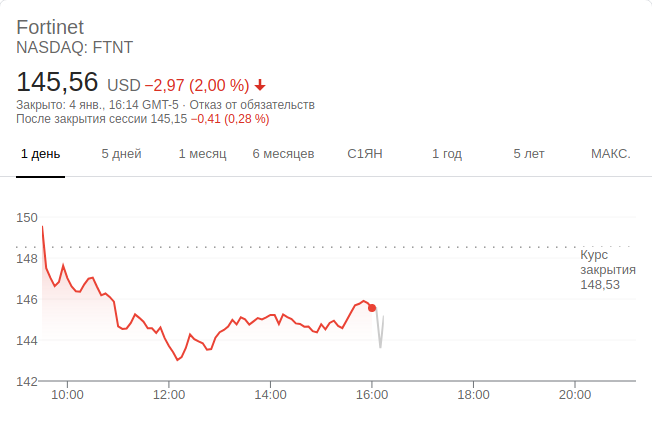 Fortinet
NASDAQ: FTNT
145,56 USD −2,97 (2,00 %)
Закрыто: 4 янв., 16:14 GMT-5 · Отказ от обязательств
После закрытия сессии 145,15 −0,41 (0,28 %)
1 день 5 дней 1 месяц 6 месяцев С1ЯН 1 год 5 лет МАКС.
150
148
146
144
142
Курс
закрытия
148,53
10:00 12:00 14:00 16:00 18:00 20:00